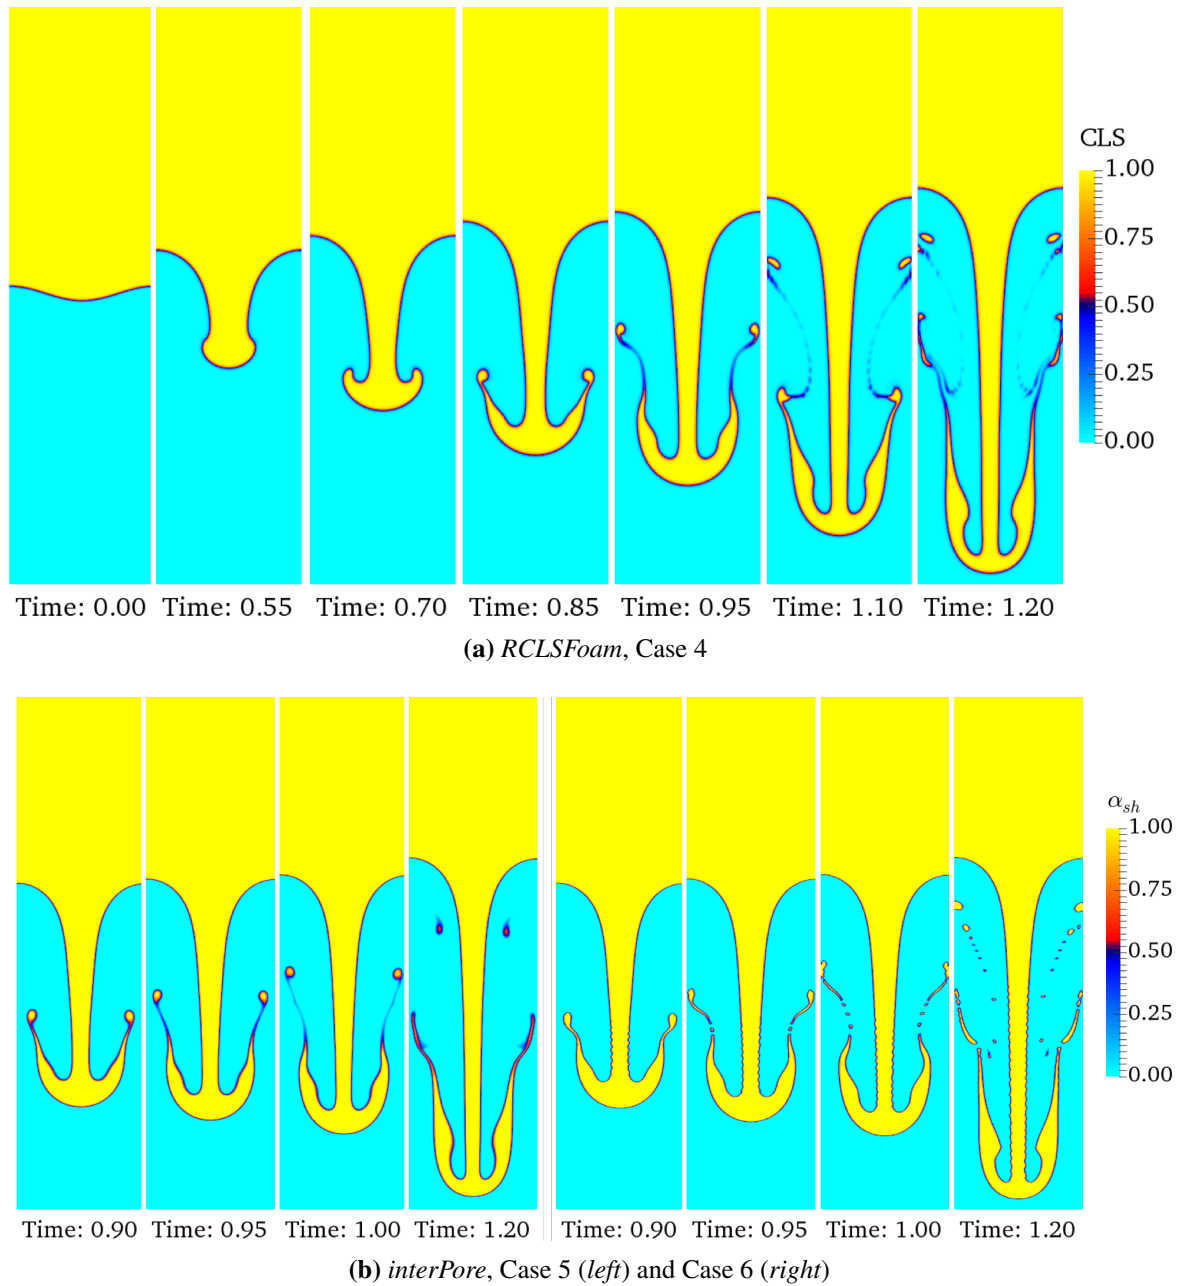 CLS
1.00
0.75
0.50
0.25
0.00
Time: 0.00 Time: 0.55 Time: 0.70 Time: 0.85 Time: 0.95 Time: 1.10 Time: 1.20
(a) RCLSFoam, Case 4
α_sh
1.00
0.75
0.50
0.25
0.00
Time: 0.90 Time: 0.95 Time: 1.00 Time: 1.20 Time: 0.90 Time: 0.95 Time: 1.00 Time: 1.20
(b) interPore, Case 5 (left) and Case 6 (right)